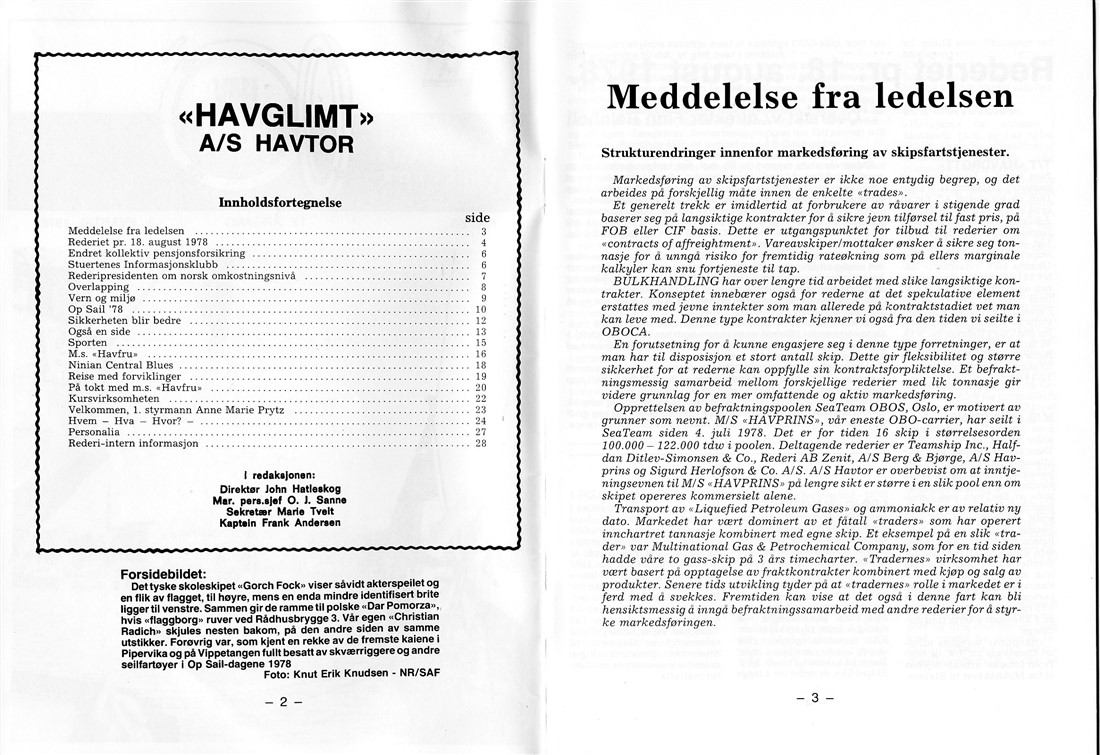 «HAVGLIMT»
A/S HAVTOR
Innholdsfortegnelse
side
Meddelelse fra ledelsen 3
Rederiet pr. 18. august 1978 4
Endret kollektiv pensjonsforsikring 6
Stuertenes Informasjonsklubb 6
Rederipresidenten om norsk omkostningsnivå 7
Overlapping 8
Vern og miljø 9
Op Sail '78 10
Sikkerheten blir bedre 12
Også en side 13
Sporten 15
M.s. «Havfru» 16
Ninian Central Blues 18
Reise med forviklinger 19
På tokt med m.s. «Havfru» 20
Kursvirksomheten 22
Velkommen, 1. styrmann Anne Marie Prytz 23
Hvem – Hva – Hvor? – 24
Personalia 27
Rederi-intern informasjon 28
I redaksjonen:
Direktør John Hatleskog
Mar. pers.sjef O. J. Sanne
Sekretær Marie Tveit
Kaptein Frank Andersen
Forsidebildet:
Det tyske skoleskipet «Gorch Fock» viser såvidt akterspeilet og
en flik av flagget, til høyre, mens en enda mindre identifisert brite
ligger til venstre. Sammen gir de ramme til polske «Dar Pomorza»,
hvis «flaggborg» ruver ved Rådhusbrygge 3. Vår egen «Christian
Radich» skjules nesten bakom, på den andre siden av samme
utstikker. Forøvrig var, som kjent en rekke av de fremste kaiene i
Pipervika og på Vippetangen fullt besatt av skværriggere og andre
seilfartøyer i Op Sail-dagene 1978
Foto: Knut Erik Knudsen - NR/SAF
– 2 –
Meddelelse fra ledelsen
Strukturendringer innenfor markedsføring av skipsfartstjenester.
Markedsføring av skipsfartstjenester er ikke noe entydig begrep, og det
arbeides på forskjellig måte innen de enkelte «trades».
Et generelt trekk er imidlertid at forbrukere av råvarer i stigende grad
baserer seg på langsiktige kontrakter for å sikre jevn tilførsel til fast pris, på
FOB eller CIF basis. Dette er utgangspunktet for tilbud til rederier om
«contracts of affreightment». Vareavskiper/mottaker ønsker å sikre seg ton-
nasje for å unngå risiko for fremtidig rateøkning som på ellers marginale
kalkyler kan snu fortjeneste til tap.
BULKHANDLING har over lengre tid arbeidet med slike langsiktige kon-
trakter. Konseptet innebærer også for rederne at det spekulative element
erstattes med jevne inntekter som man allerede på kontraktstadiet vet man
kan leve med. Denne type kontrakter kjenner vi også fra den tiden vi seilte i
OBOCA.
En forutsetning for å kunne engasjere seg i denne type forretninger, er at
man har til disposisjon et stort antall skip. Dette gir fleksibilitet og større
sikkerhet for at rederne kan oppfylle sin kontraktsforpliktelse. Et befrakt-
ningsmessig samarbeid mellom forskjellige rederier med lik tonnasje gir
videre grunnlag for en mer omfattende og aktiv markedsføring.
Opprettelsen av befraktningspoolen SeaTeam OBOS, Oslo, er motivert av
grunner som nevnt. M/S «HAVPRINS», vår eneste OBO-carrier, har seilt i
SeaTeam siden 4. juli 1978. Det er for tiden 16 skip i størrelsesorden
100.000 – 122.000 tdw i poolen. Deltagende rederier er Teamship Inc., Half-
dan Ditlev-Simonsen & Co., Rederi AB Zenit, A/S Berg & Bjørge, A/S Hav-
prins og Sigurd Herlofson & Co. A/S. A/S Havtor er overbevist om at inntje-
ningsevnen til M/S «HAVPRINS» på lengre sikt er større i en slik pool enn om
skipet opereres kommersielt alene.
Transport av «Liquefied Petroleum Gases» og ammoniakk er av relativ ny
dato. Markedet har vært dominert av et fåtall «traders» som har operert
innchartret tannasje kombinert med egne skip. Et eksempel på en slik «tra-
der» var Multinational Gas & Petrochemical Company, som for en tid siden
hadde våre to gass-skip på 3 års timecharter. «Tradernes» virksomhet har
vært basert på opptagelse av fraktkontrakter kombinert med kjøp og salg av
produkter. Senere tids utvikling tyder på at «tradernes» rolle i markedet er i
ferd med å svekkes. Fremtiden kan vise at det også i denne fart kan bli
hensiktsmessig å inngå befraktningssamarbeid med andre rederier for å styr-
ke markedsføringen.
– 3 –